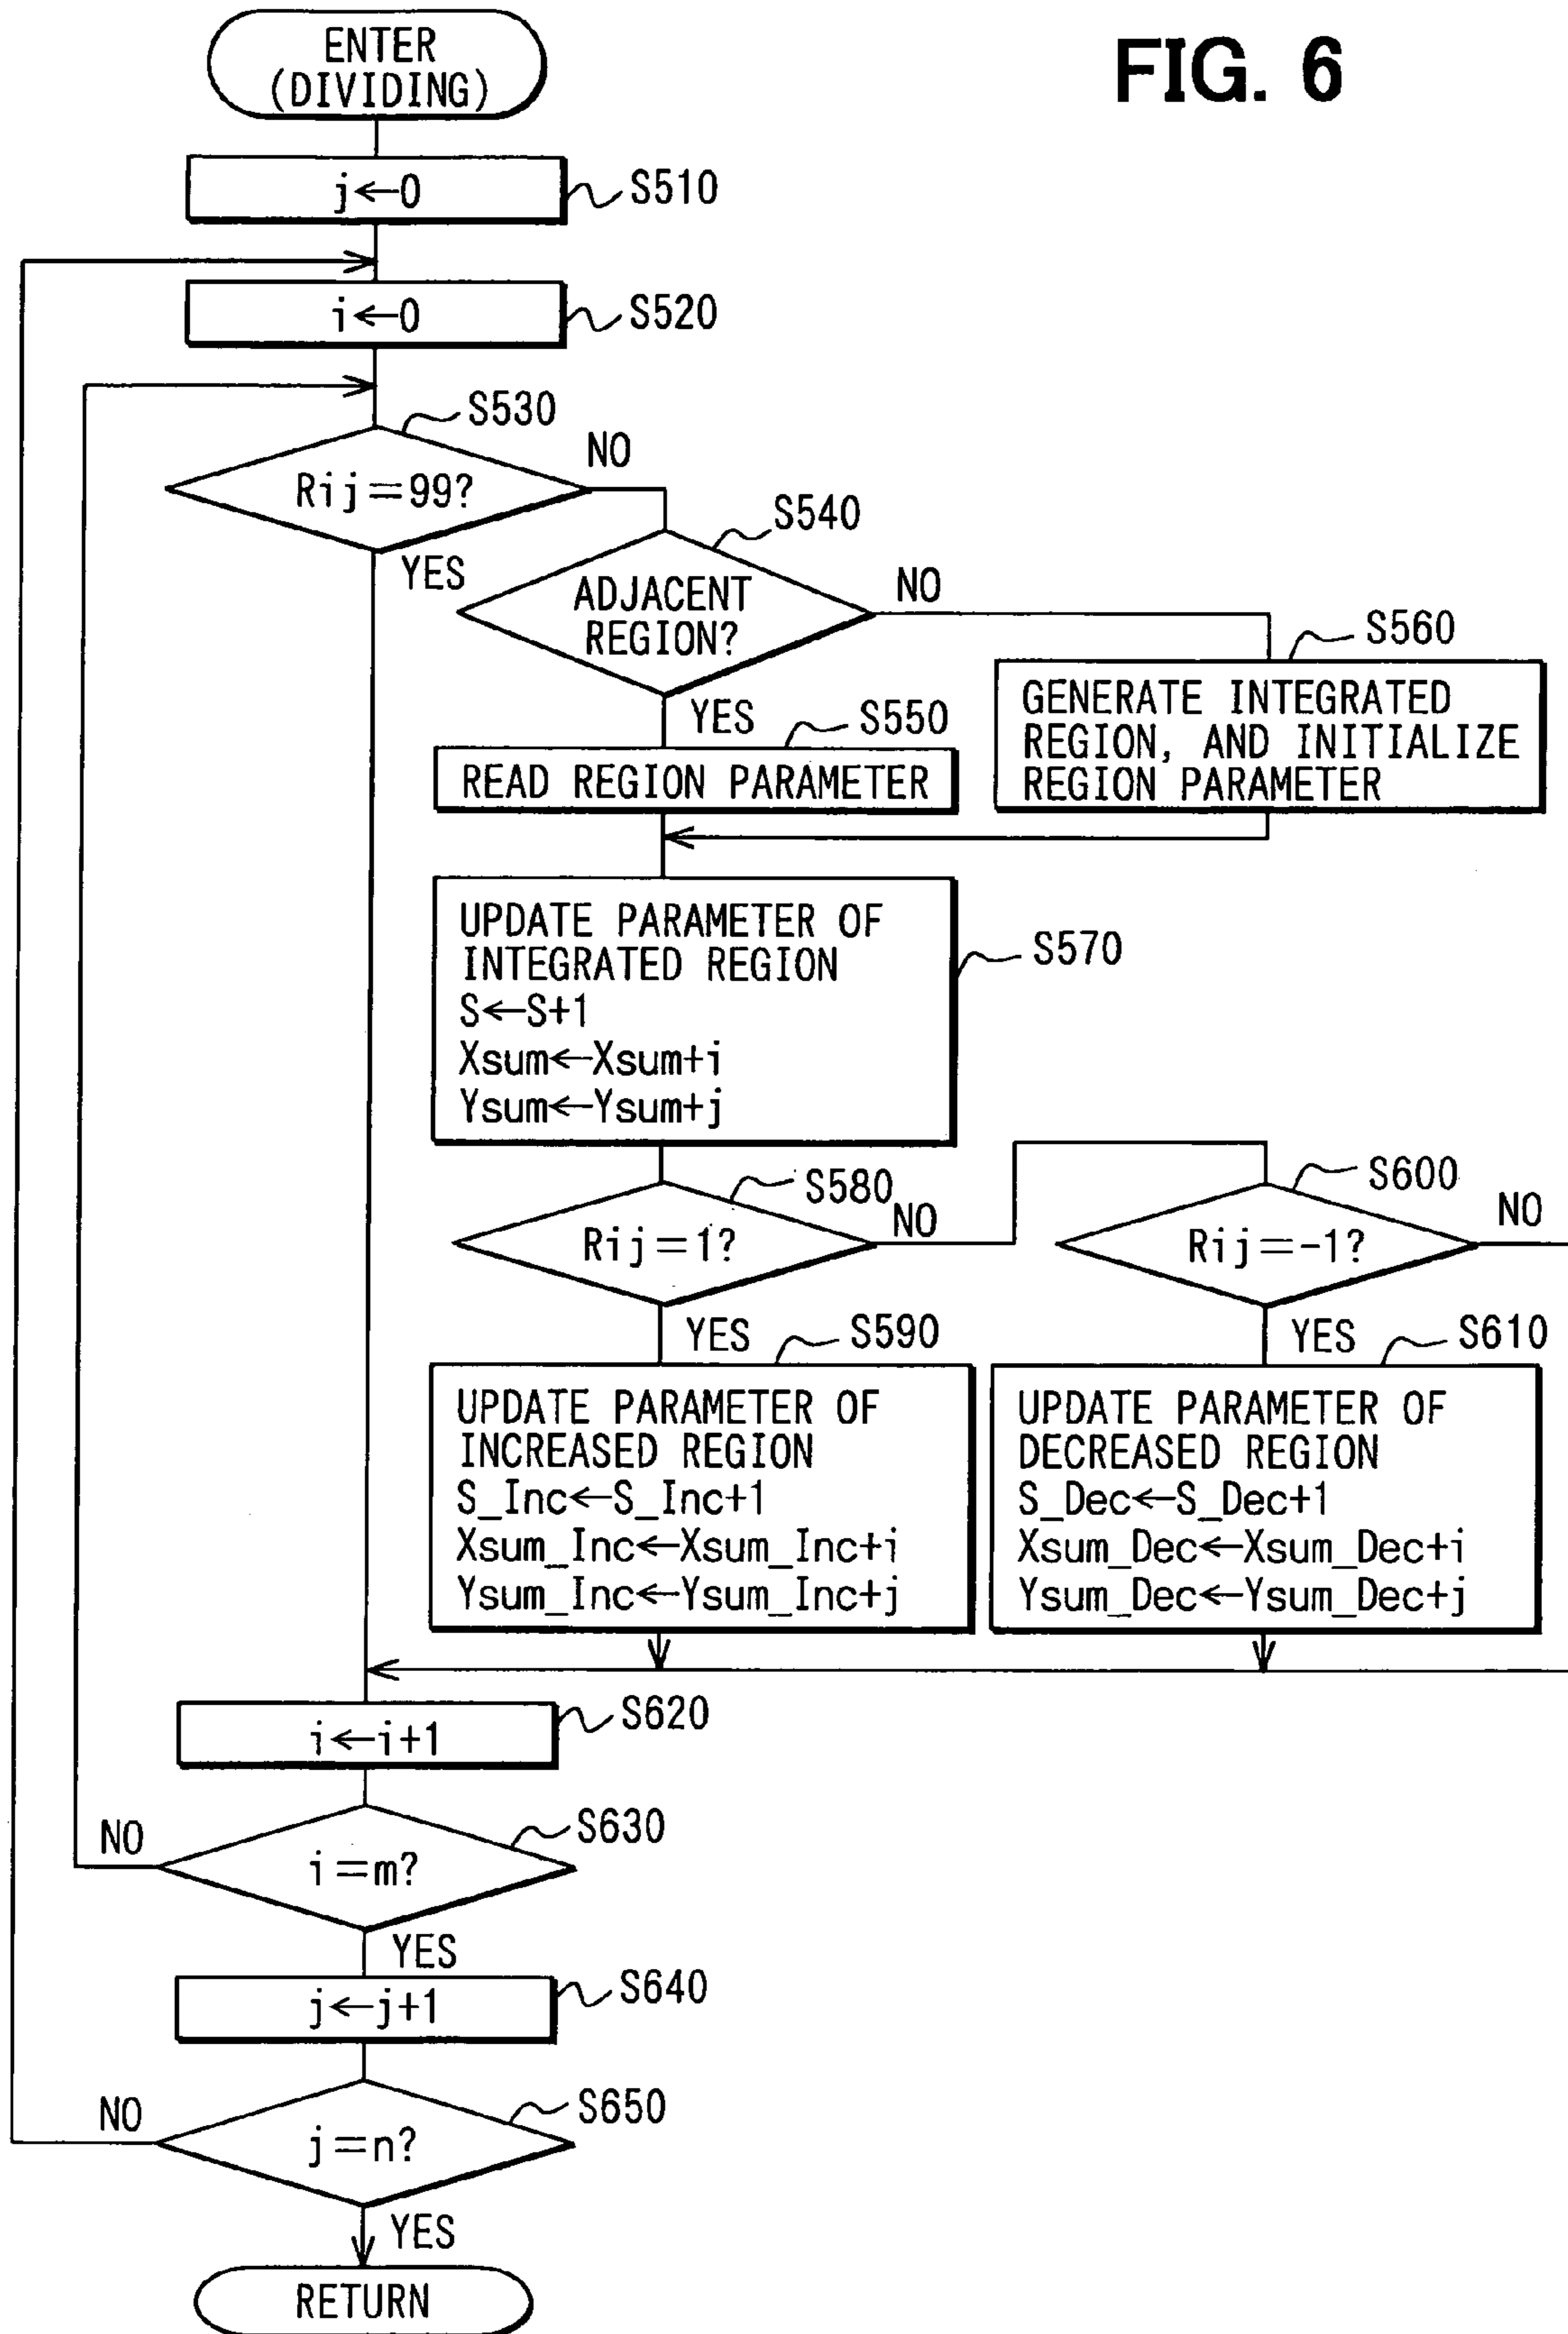 FIG. 6
ENTER
(DIVIDING)
j←0
S510
i←0
S520
S530
Rij=99?
NO
YES
S540
ADJACENT
REGION?
NO
YES
S560
GENERATE INTEGRATED
REGION, AND INITIALIZE
REGION PARAMETER
S550
READ REGION PARAMETER
UPDATE PARAMETER OF
INTEGRATED REGION
S←S+1
Xsum←Xsum+i
Ysum←Ysum+j
S570
S580
Rij=1?
NO
YES
S600
Rij=-1?
NO
YES
S590
UPDATE PARAMETER OF
INCREASED REGION
S_Inc←S_Inc+1
Xsum_Inc←Xsum_Inc+i
Ysum_Inc←Ysum_Inc+j
S610
UPDATE PARAMETER OF
DECREASED REGION
S_Dec←S_Dec+1
Xsum_Dec←Xsum_Dec+i
Ysum_Dec←Ysum_Dec+j
S620
i←i+1
S630
i=m?
NO
YES
S640
j←j+1
S650
j=n?
NO
YES
RETURN